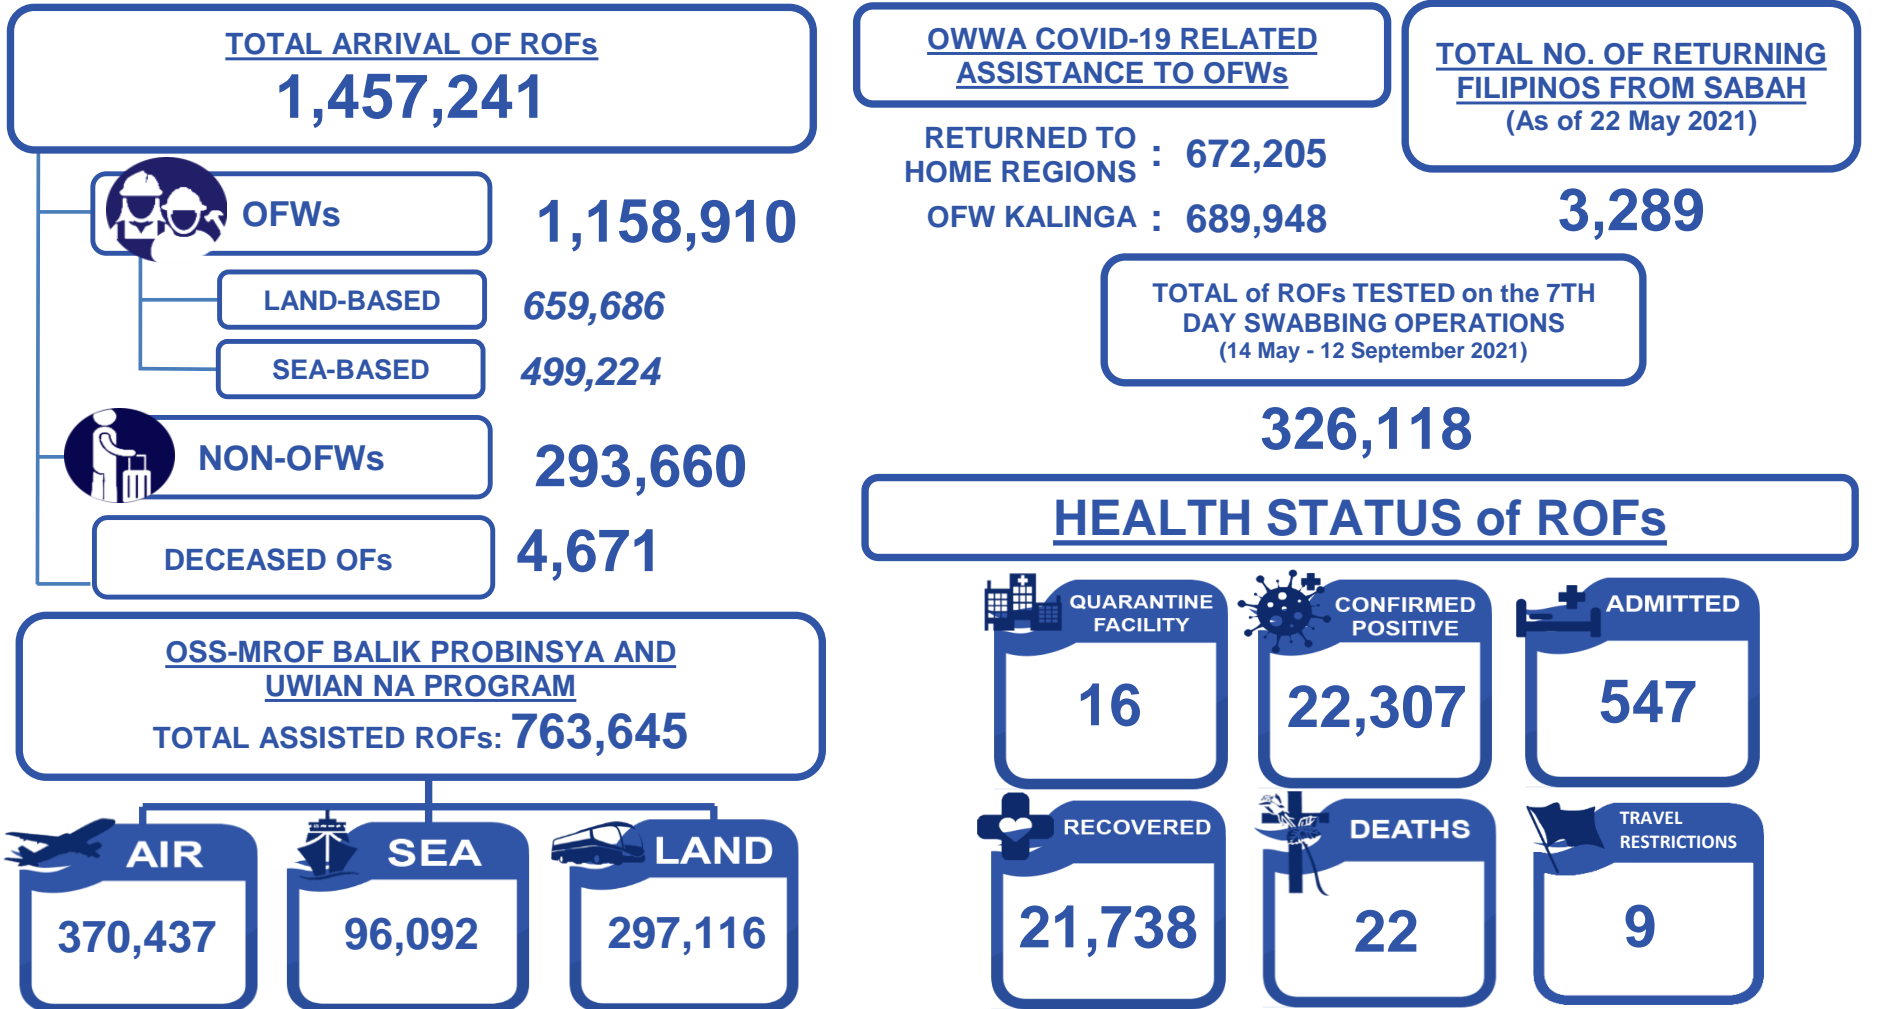 TOTAL ARRIVAL OF ROFs
1,457,241
OFWs
1,158,910
LAND-BASED
659,686
SEA-BASED
499,224
NON-OFWs
293,660
DECEASED OFs
4,671
OSS-MROF BALIK PROBINSYA AND
UWIAN NA PROGRAM
TOTAL ASSISTED ROFs: 763,645
AIR
370,437
SEA
96,092
LAND
297,116
OWWA COVID-19 RELATED
ASSISTANCE TO OFWs
RETURNED TO
HOME REGIONS : 672,205
OFW KALINGA : 689,948
TOTAL NO. OF RETURNING
FILIPINOS FROM SABAH
(As of 22 May 2021)
3,289
TOTAL of ROFs TESTED on the 7TH
DAY SWABBING OPERATIONS
(14 May - 12 September 2021)
326,118
HEALTH STATUS of ROFs
QUARANTINE
FACILITY
16
CONFIRMED
POSITIVE
22,307
ADMITTED
547
RECOVERED
21,738
DEATHS
22
TRAVEL
RESTRICTIONS
9